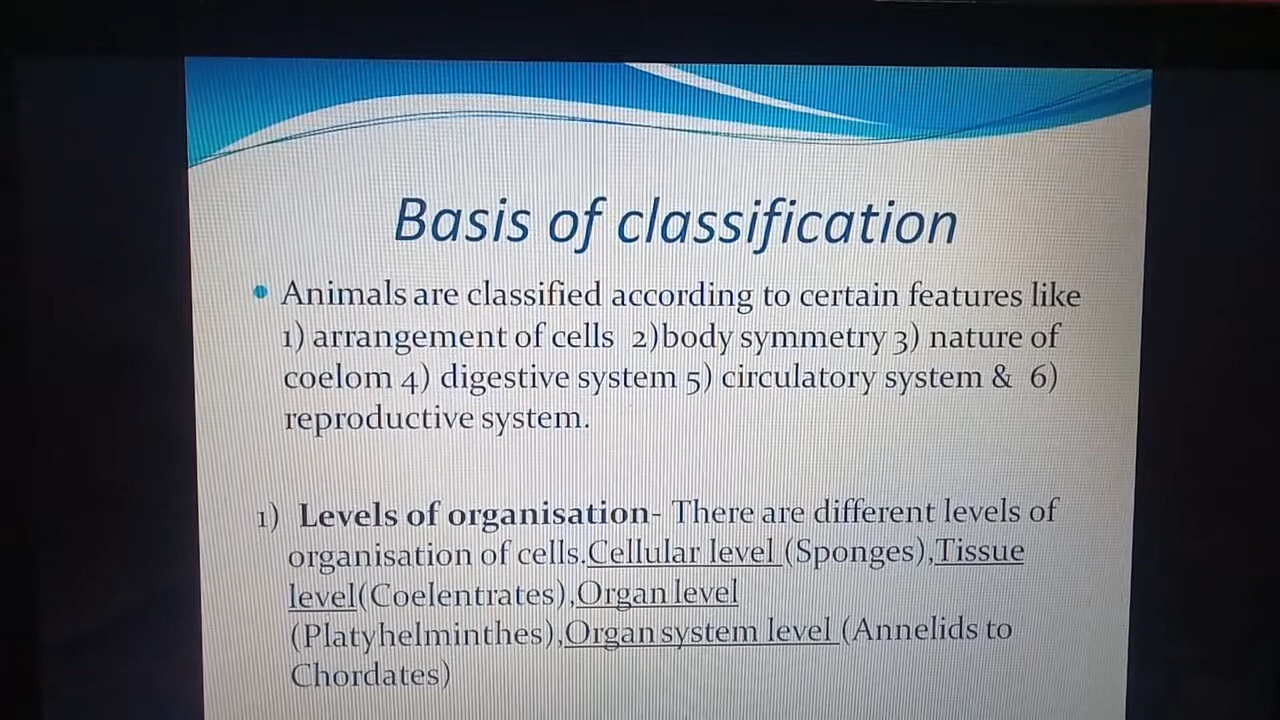 Basis of classification
• Animals are classified according to certain features like
1) arrangement of cells 2)body symmetry 3) nature of
coelom 4) digestive system 5) circulatory system & 6)
reproductive system.
1) Levels of organisation- There are different levels of
organisation of cells.Cellular level (Sponges),Tissue
level(Coelentrates),Organ level
(Platyhelminthes),Organ system level (Annelids to
Chordates)